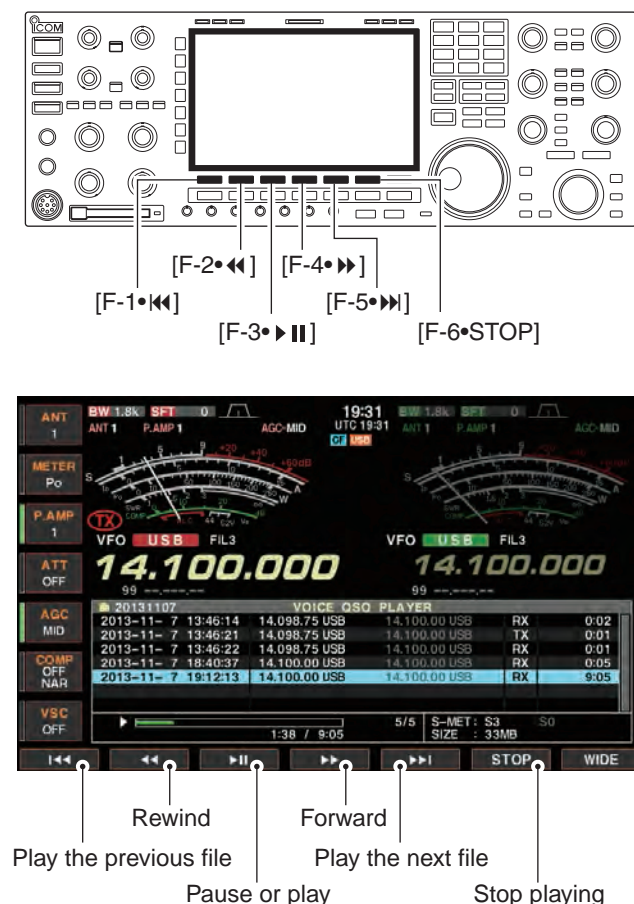 ICOM
[F-2•◀◀] [F-4•▶▶]
[F-1•|◀◀] [F-5•▶▶|]
[F-3•▶❚❚] [F-6•STOP]
ANT 1
BW 1.8k SFT 0
19:31
BW 1.8k SFT 0
ANT 1 P.AMP 1 AGC-MID
UTC 19:31
ANT 1 P.AMP 1 AGC-MID
CF USB
METER Po
P.AMP 1
TX
VFO USB FIL3
VFO USB FIL3
ATT OFF
14.100.000
14.100.000
99 --.---.--
99 --.---.--
AGC MID
20131107 VOICE QSO PLAYER
2013-11- 7 13:46:14 14.098.75 USB 14.100.00 USB RX 0:02
2013-11- 7 13:46:21 14.098.75 USB 14.100.00 USB TX 0:01
2013-11- 7 13:46:22 14.098.75 USB 14.100.00 USB RX 0:01
2013-11- 7 18:40:37 14.100.00 USB 14.100.00 USB RX 0:05
2013-11- 7 19:12:13 14.100.00 USB 14.100.00 USB RX 9:05
COMP OFF NAR
VSC OFF
5/5 S-MET: S3 S0
1:38 / 9:05 SIZE : 33MB
|◀◀ ◀◀ ▶❚❚ ▶▶ ▶▶| STOP WIDE
Rewind Forward
Play the previous file Play the next file
Pause or play Stop playing